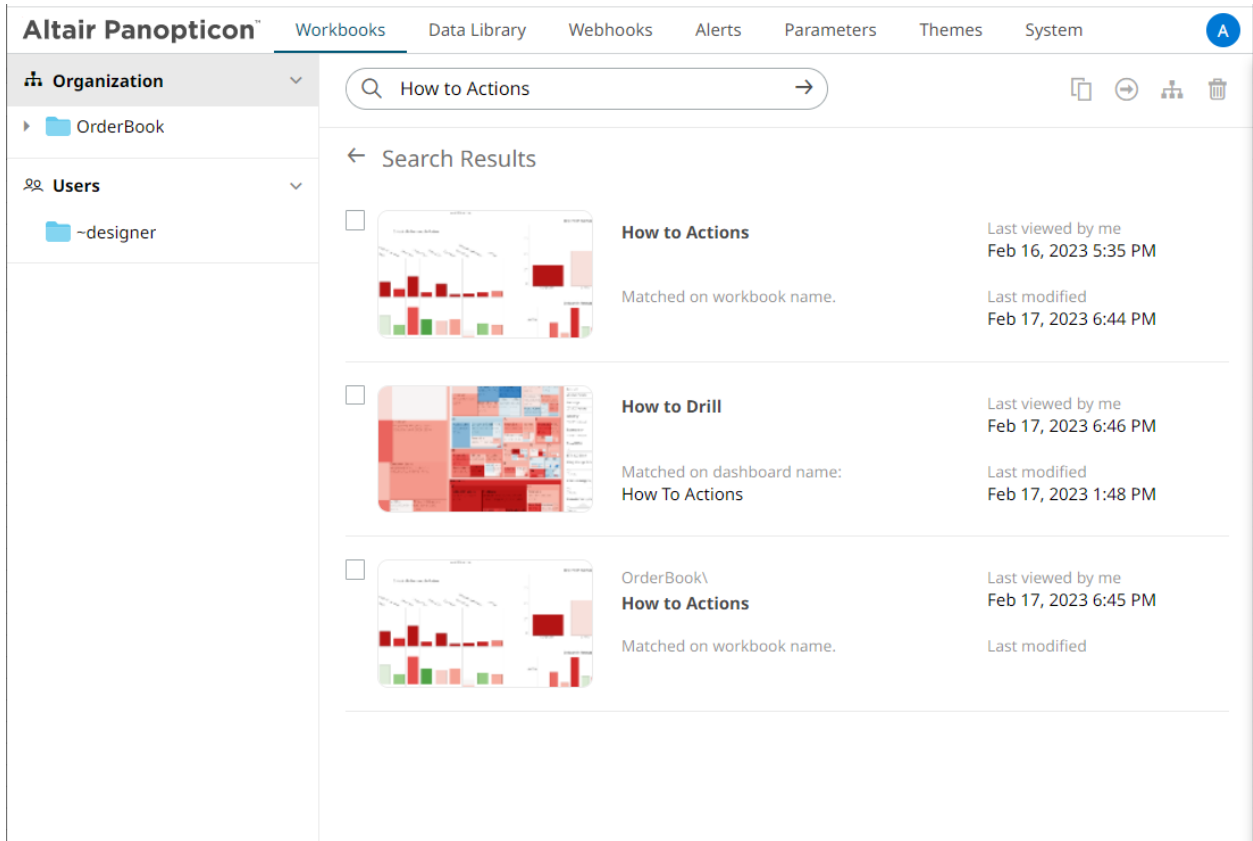 Altair Panopticon™
Workbooks Data Library Webhooks Alerts Parameters Themes System A
Organization
OrderBook
Users
~designer
How to Actions
Search Results
How to Actions
Matched on workbook name.
Last viewed by me
Feb 16, 2023 5:35 PM
Last modified
Feb 17, 2023 6:44 PM
How to Drill
Matched on dashboard name:
How To Actions
Last viewed by me
Feb 17, 2023 6:46 PM
Last modified
Feb 17, 2023 1:48 PM
OrderBook\
How to Actions
Matched on workbook name.
Last viewed by me
Feb 17, 2023 6:45 PM
Last modified